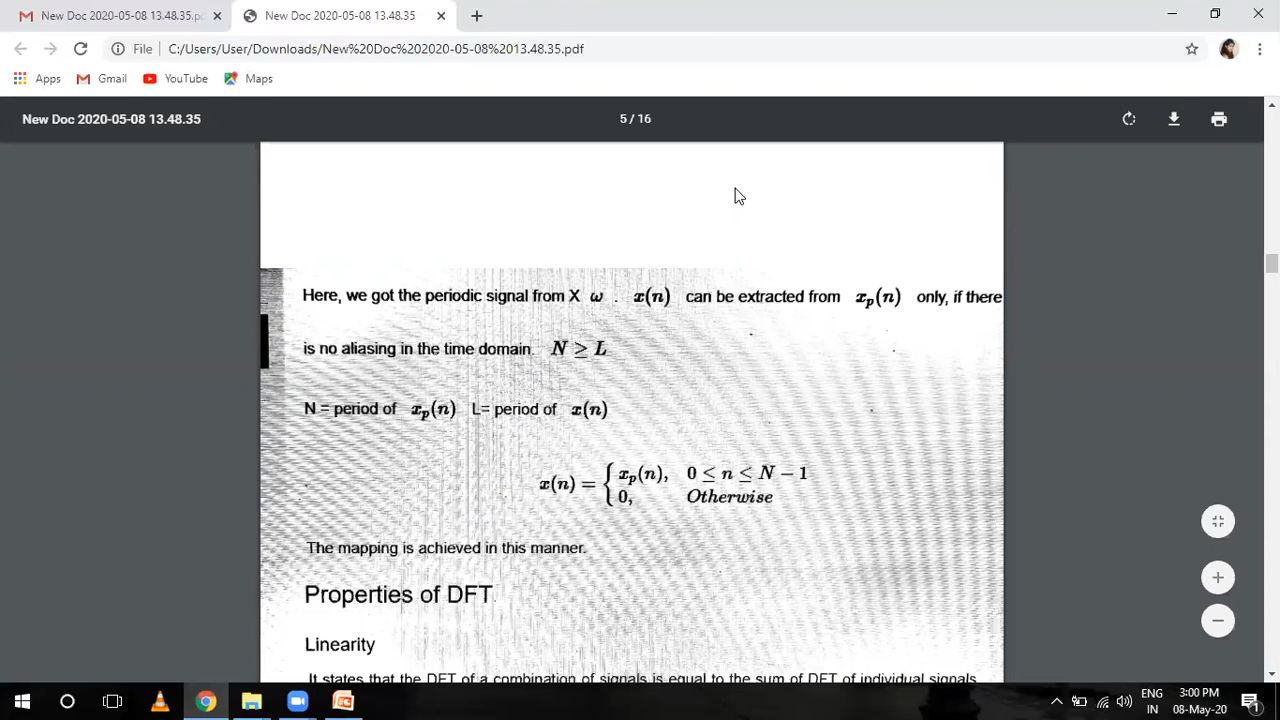 New Doc 2020-05-08 13.48.35.pd
New Doc 2020-05-08 13.48.35
File C:/Users/User/Downloads/New%20Doc%202020-05-08%2013.48.35.pdf
Apps Gmail YouTube Maps
New Doc 2020-05-08 13.48.35
5 / 16
Here, we got the periodic signal from X ω . x(n) can be extracted from xₚ(n) only, if there
is no aliasing in the time domain. N ≥ L
N = period of xₚ(n) L= period of x(n)
x(n) = { xₚ(n), 0 ≤ n ≤ N − 1
0, Otherwise
The mapping is achieved in this manner.
Properties of DFT
Linearity
It states that the DFT of a combination of signals is equal to the sum of DFT of individual signals
ENG 3:00 PM
IN 08-May-20
1